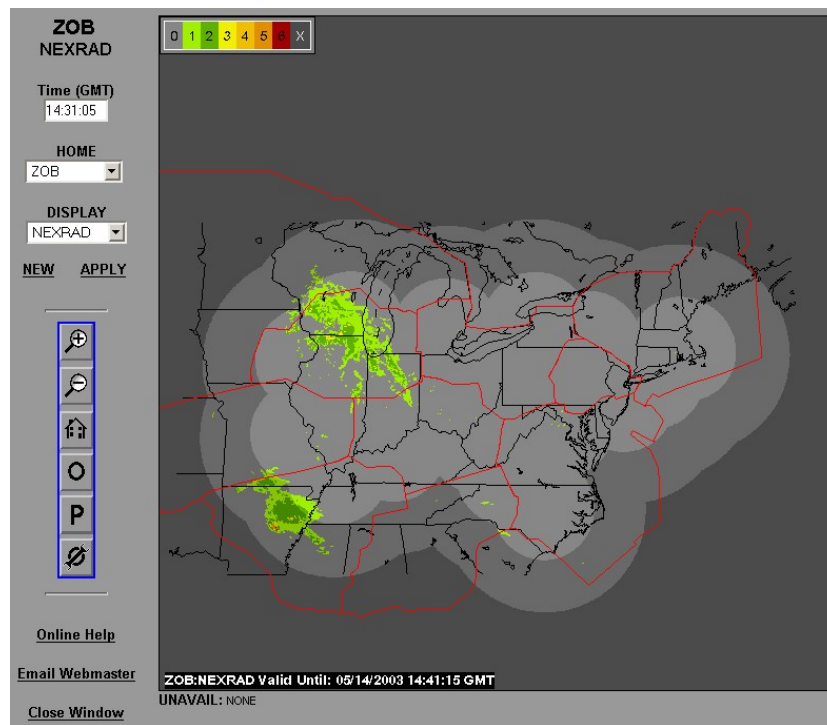 ZOB
NEXRAD
Time (GMT)
14:31:05
HOME
ZOB
DISPLAY
NEXRAD
NEW APPLY
O
P
Online Help
Email Webmaster
Close Window
0 1 2 3 4 5 6 X
ZOB:NEXRAD Valid Until: 05/14/2003 14:41:15 GMT
UNAVAIL: NONE